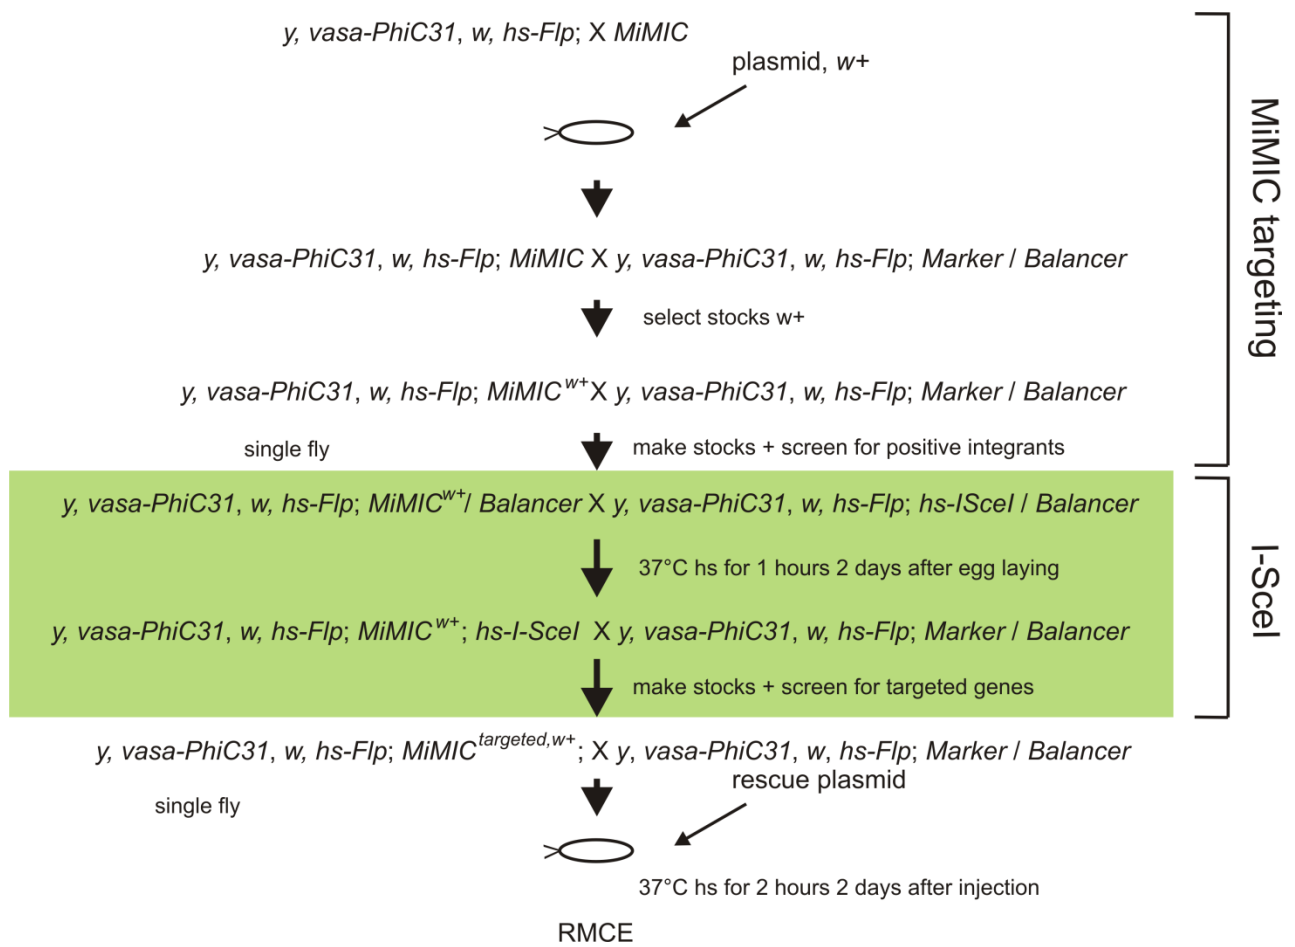 y, vasa-PhiC31, w, hs-Flp; X MiMIC
plasmid, w+
y, vasa-PhiC31, w, hs-Flp; MiMIC X y, vasa-PhiC31, w, hs-Flp; Marker / Balancer
select stocks w+
y, vasa-PhiC31, w, hs-Flp; MiMIC w+ X y, vasa-PhiC31, w, hs-Flp; Marker / Balancer
single fly
make stocks + screen for positive integrants
MiMIC targeting
y, vasa-PhiC31, w, hs-Flp; MiMIC w+/ Balancer X y, vasa-PhiC31, w, hs-Flp; hs-ISceI / Balancer
37°C hs for 1 hours 2 days after egg laying
y, vasa-PhiC31, w, hs-Flp; MiMIC w+; hs-I-SceI X y, vasa-PhiC31, w, hs-Flp; Marker / Balancer
make stocks + screen for targeted genes
I-SceI
y, vasa-PhiC31, w, hs-Flp; MiMIC targeted,w+; X y, vasa-PhiC31, w, hs-Flp; Marker / Balancer
single fly
rescue plasmid
37°C hs for 2 hours 2 days after injection
RMCE